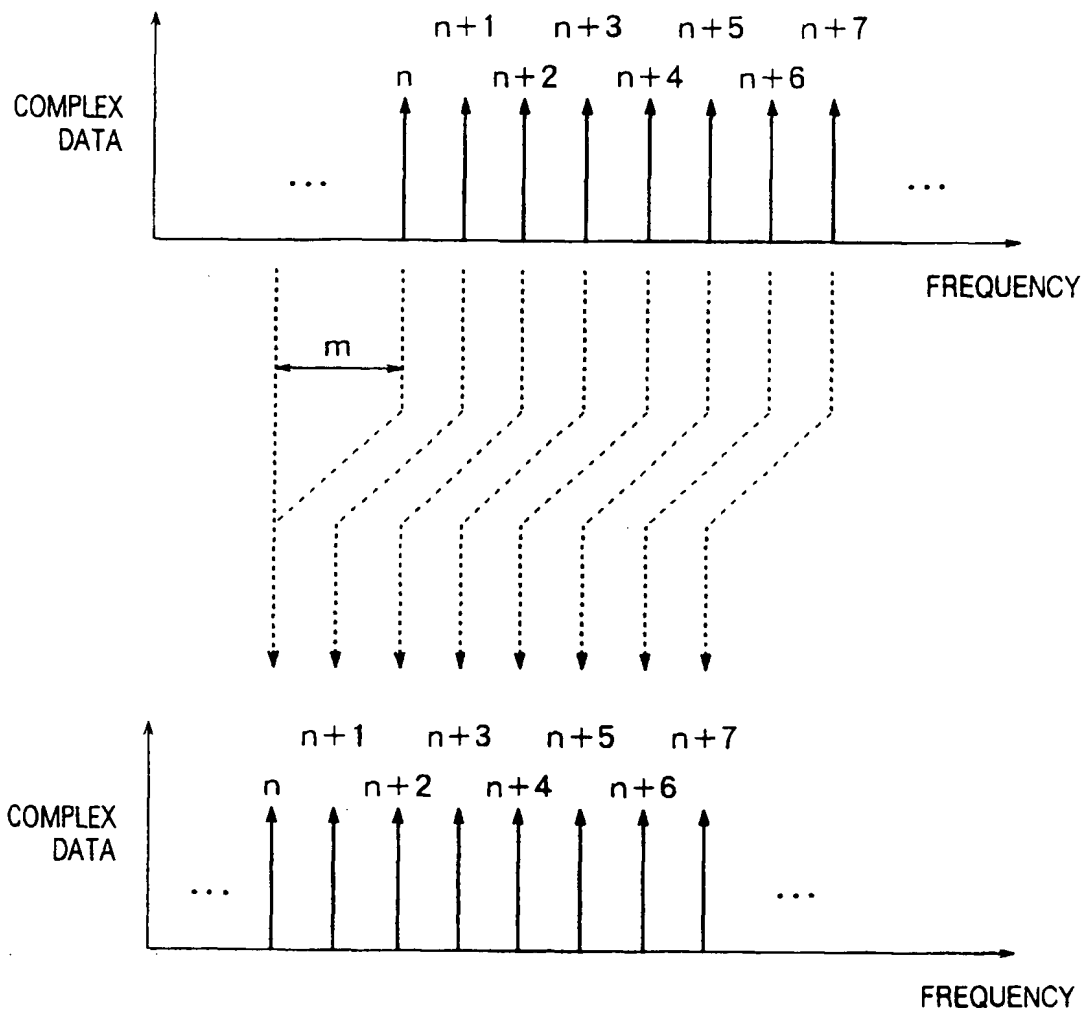 n+1 n+3 n+5 n+7
n n+2 n+4 n+6
COMPLEX
DATA
... ...
FREQUENCY
m
n+1 n+3 n+5 n+7
n n+2 n+4 n+6
COMPLEX
DATA
... ...
FREQUENCY